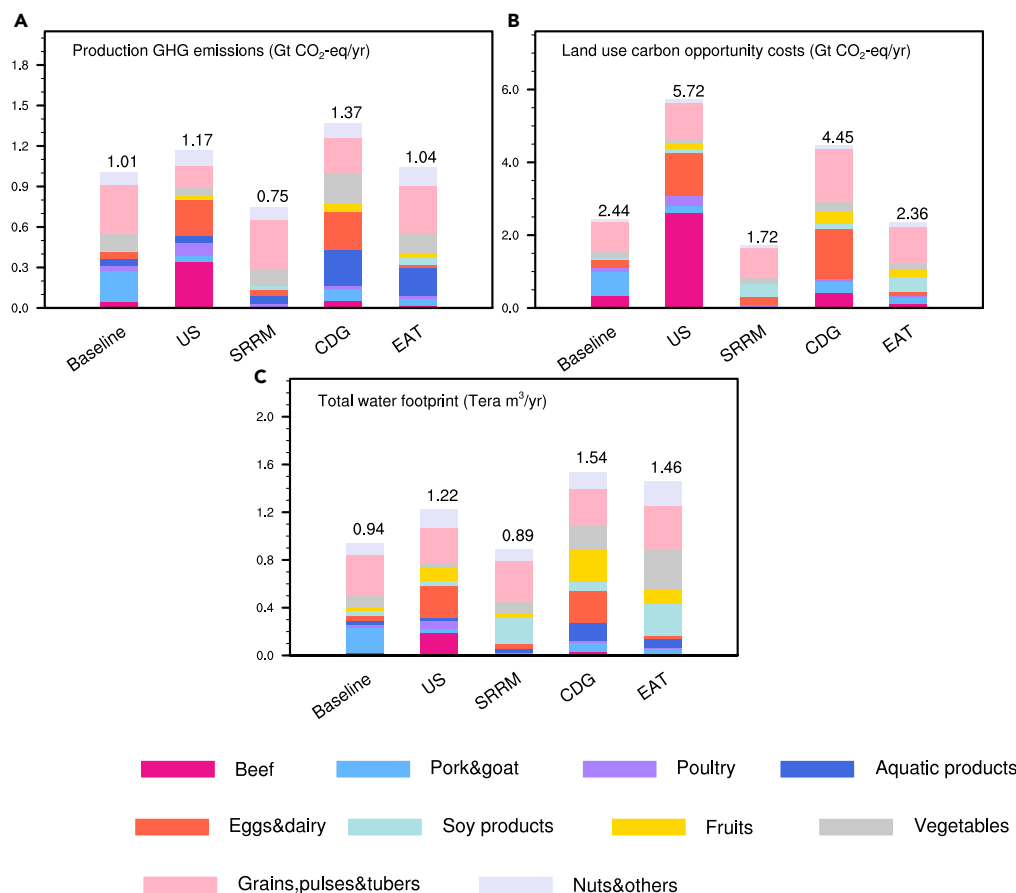 A
Production GHG emissions (Gt CO₂-eq/yr)
1.8
1.5
1.2
0.9
0.6
0.3
0.0
1.01
1.17
0.75
1.37
1.04
Baseline
US
SRRM
CDG
EAT
B
Land use carbon opportunity costs (Gt CO₂-eq/yr)
6.0
4.0
2.0
0.0
2.44
5.72
1.72
4.45
2.36
Baseline
US
SRRM
CDG
EAT
C
Total water footprint (Tera m³/yr)
2.0
1.6
1.2
0.8
0.4
0.0
0.94
1.22
0.89
1.54
1.46
Baseline
US
SRRM
CDG
EAT
Beef Pork&goat Poultry Aquatic products
Eggs&dairy Soy products Fruits Vegetables
Grains,pulses&tubers Nuts&others